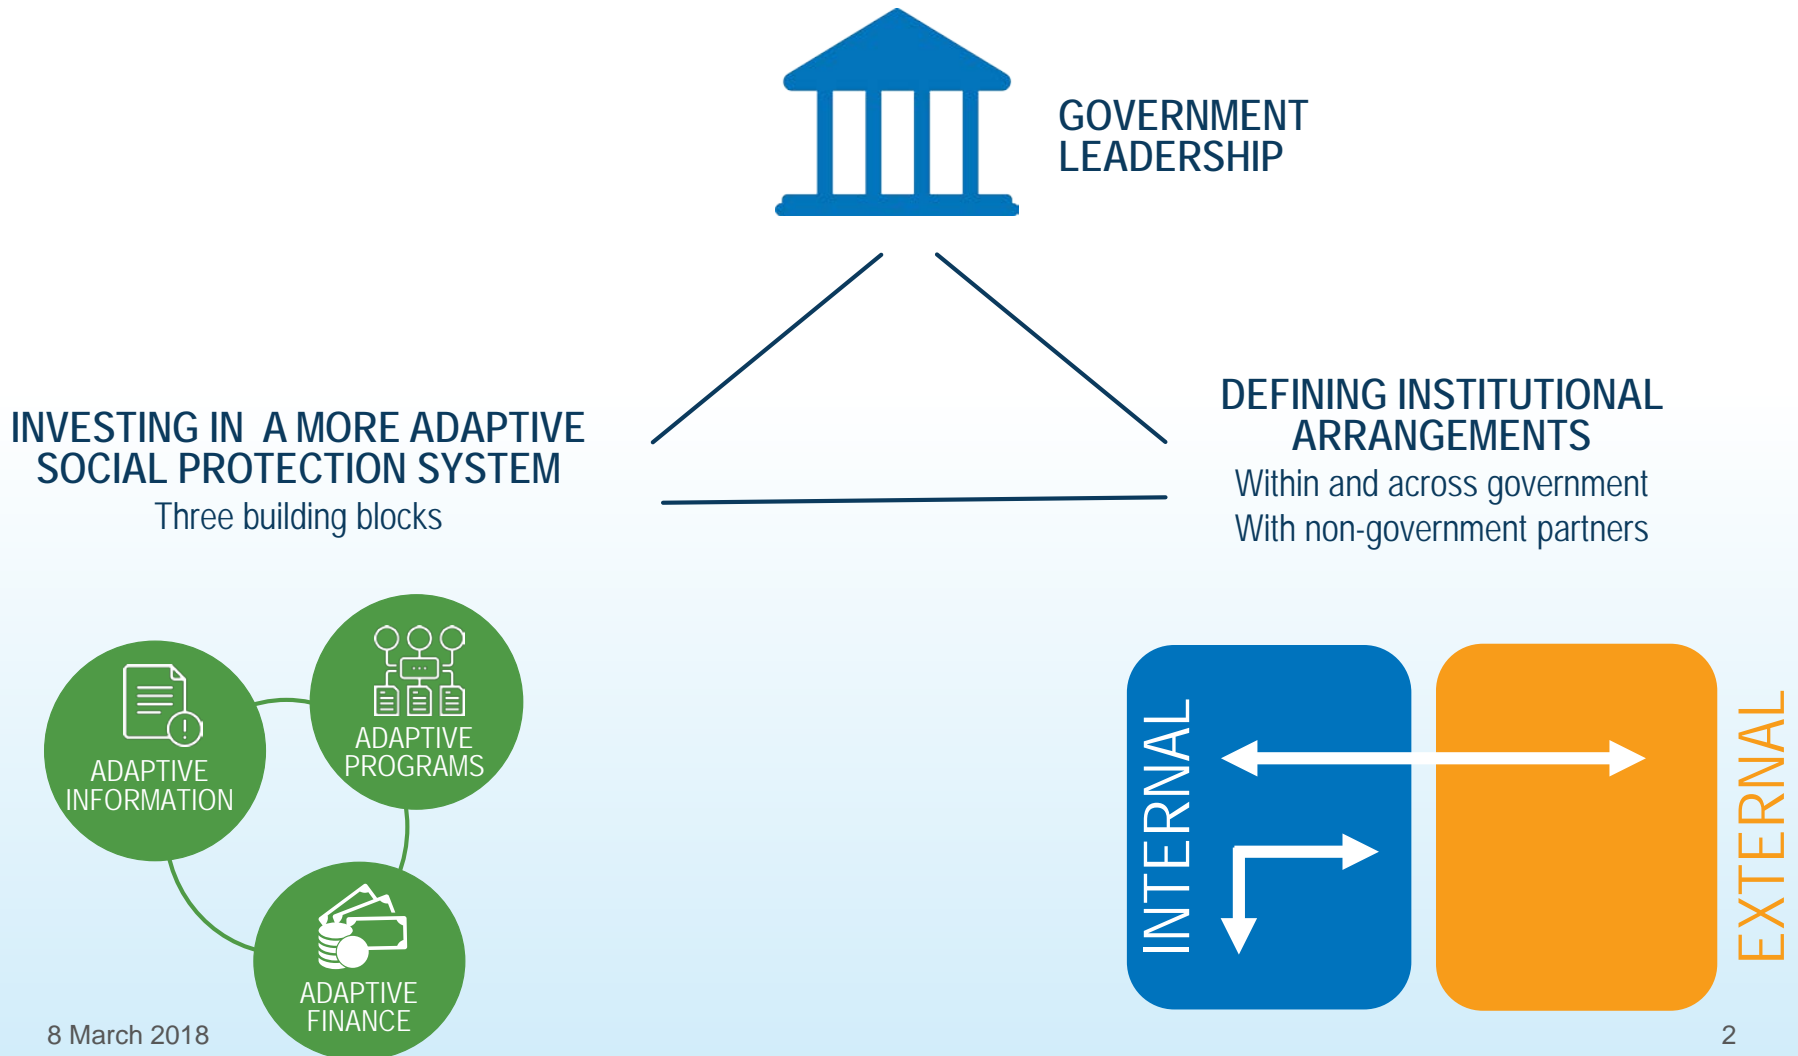 GOVERNMENT
LEADERSHIP
INVESTING IN A MORE ADAPTIVE
SOCIAL PROTECTION SYSTEM
Three building blocks
DEFINING INSTITUTIONAL
ARRANGEMENTS
Within and across government
With non-government partners
ADAPTIVE
INFORMATION
ADAPTIVE
PROGRAMS
ADAPTIVE
FINANCE
INTERNAL
EXTERNAL
8 March 2018
2